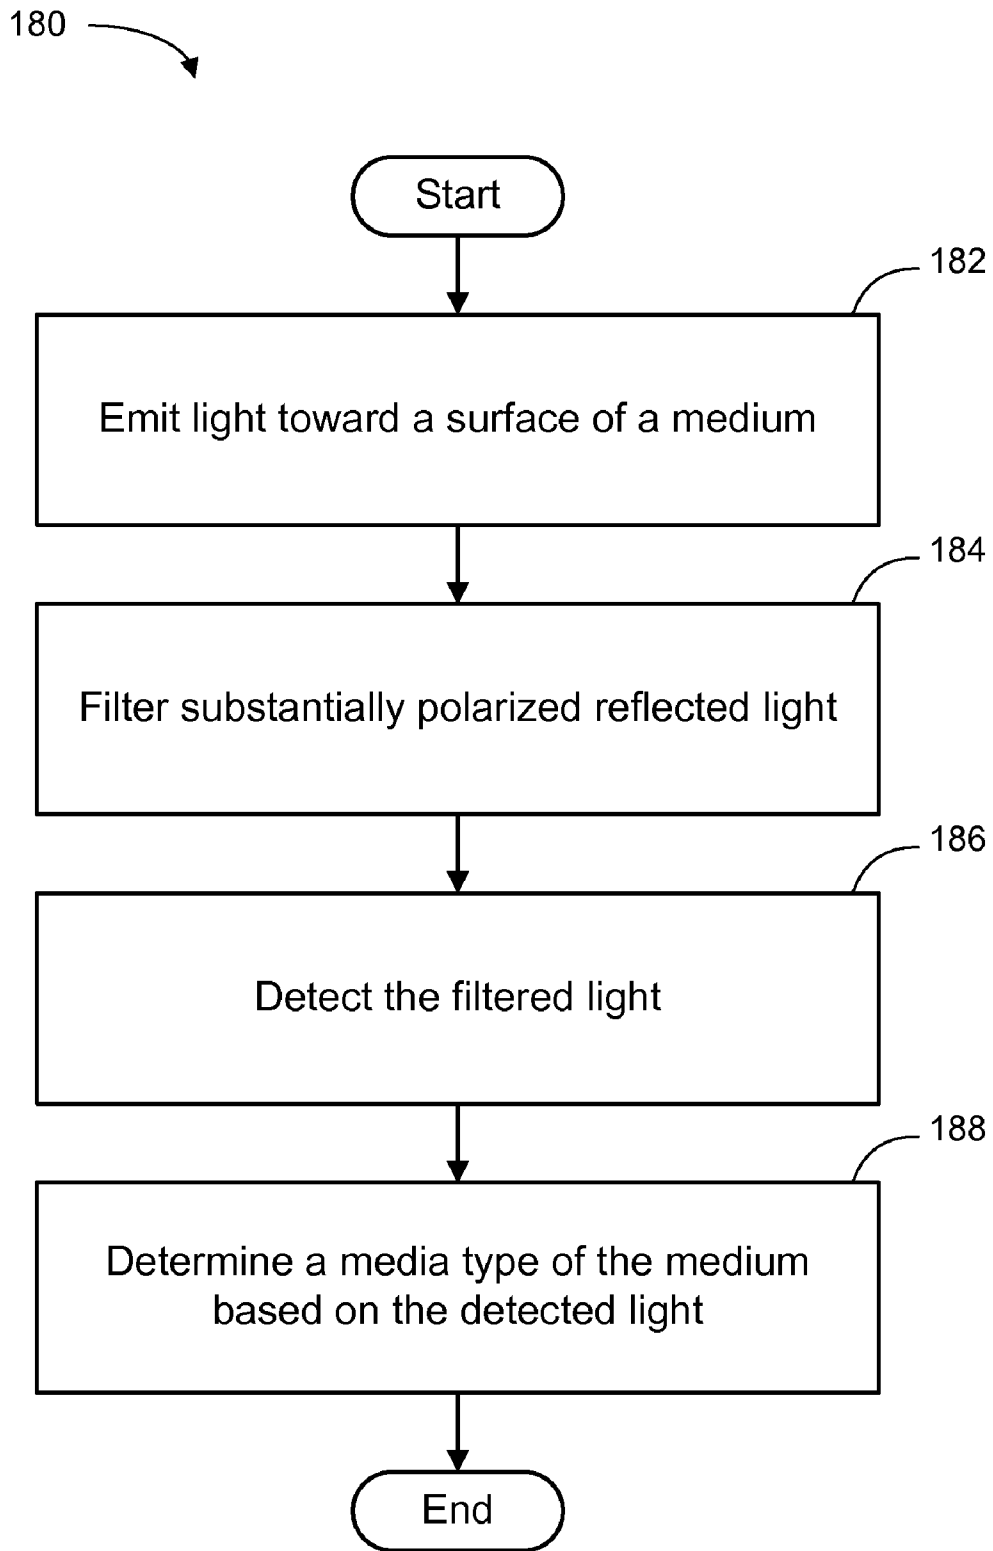 180
Start
182
Emit light toward a surface of a medium
184
Filter substantially polarized reflected light
186
Detect the filtered light
188
Determine a media type of the medium
based on the detected light
End